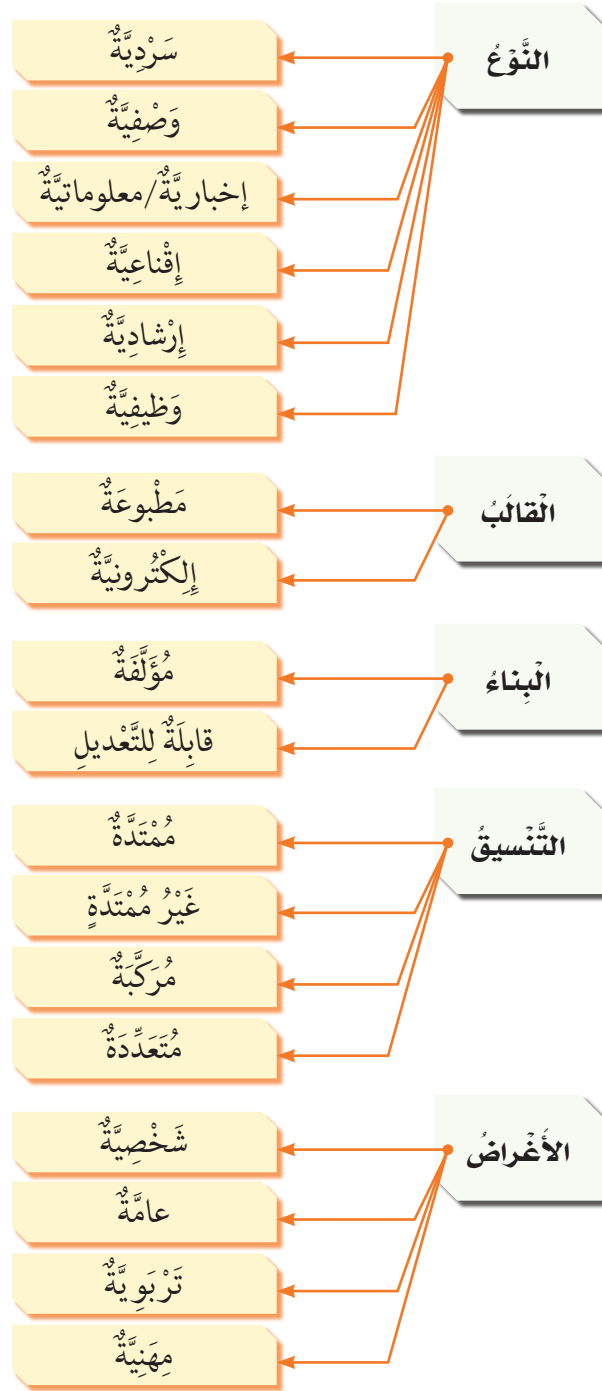 النَّوْعُ
سَرْدِيَّةٌ
وَصْفِيَّةٌ
إخباريَّةٌ/معلوماتيَّةٌ
إِقْناعِيَّةٌ
إِرْشادِيَّةٌ
وَظيفِيَّةٌ
الْقالَبُ
مَطْبوعَةٌ
إِلِكْتُرونيَّةٌ
الْبِناءُ
مُؤَلَّفَةٌ
قابِلَةٌ لِلتَّعْديلِ
التَّنْسيقُ
مُمْتَدَّةٌ
غَيْرُ مُمْتَدَّةٍ
مُرَكَّبَةٌ
مُتَعَدِّدَةٌ
الأَغْراضُ
شَخْصِيَّةٌ
عامَّةٌ
تَرْبَوِيَّةٌ
مِهَنِيَّةٌ